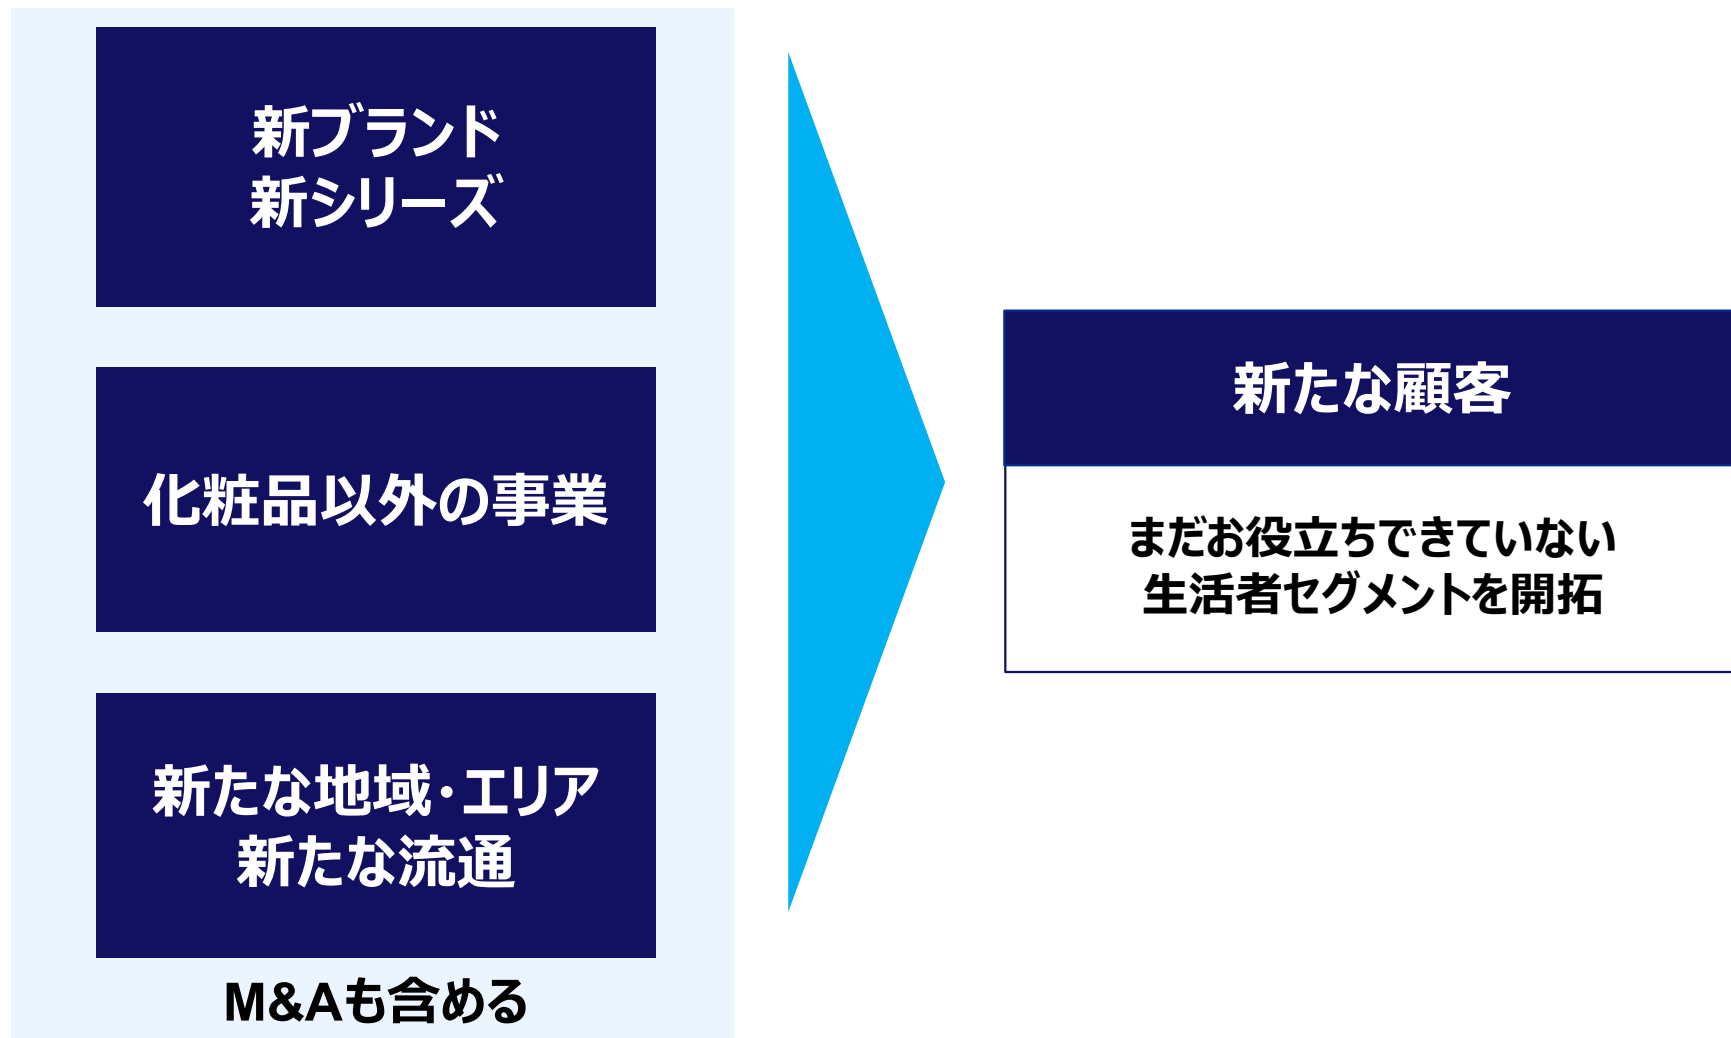 新ブランド
新シリーズ
化粧品以外の事業
新たな地域・エリア
新たな流通
M&Aも含める
新たな顧客
まだお役立ちできていない
生活者セグメントを開拓